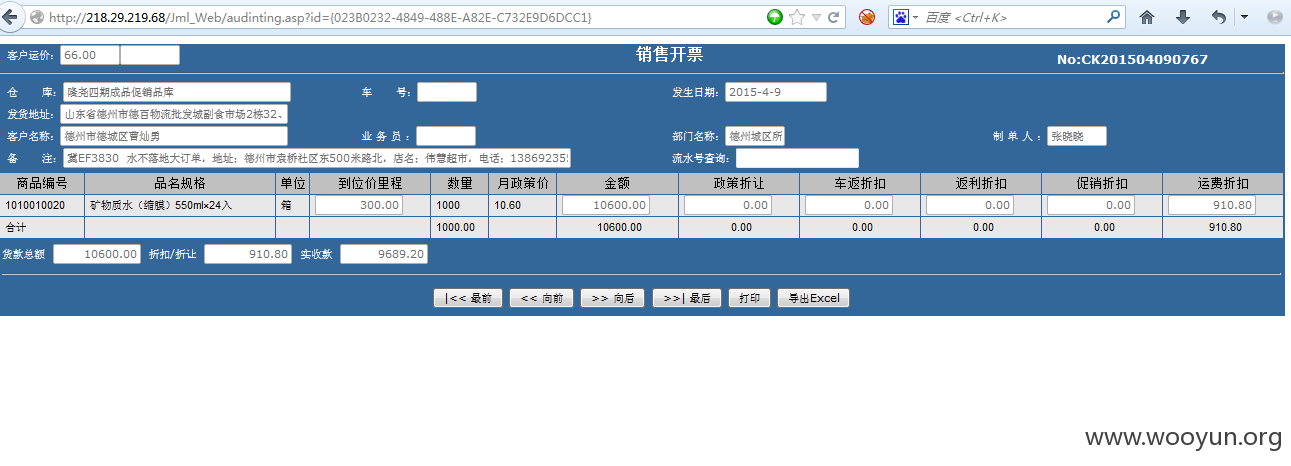 http://218.29.219.68/Jml_Web/audinting.asp?id={023B0232-4849-488E-A82E-C732E9D6DCC1} 百度 <Ctrl+K>
客户运价: 66.00 销售开票 No:CK201504090767
仓 库: 隆尧四期成品促销品库 车 号: 发生日期: 2015-4-9
发货地址: 山东省德州市德百物流批发城副食市场2栋32、
客户名称: 德州市德城区曹灿勇 业 务 员 : 部门名称: 德州城区所 制 单 人 : 张晓晓
备 注: 冀EF3830 水不落地大订单，地址：德州市袁桥社区东500米路北，店名：伟慧超市，电话：13869235 流水号查询:
商品编号 品名规格 单位 到位价里程 数量 月政策价 金额 政策折让 车返折扣 返利折扣 促销折扣 运费折扣
1010010020 矿物质水（缩膜）550ml×24入 箱 300.00 1000 10.60 10600.00 0.00 0.00 0.00 0.00 910.80
合计 1000.00 10600.00 0.00 0.00 0.00 0.00 910.80
货款总额 10600.00 折扣/折让 910.80 实收款 9689.20
|<< 最前 << 向前 >> 向后 >>| 最后 打印 导出Excel
www.wooyun.org